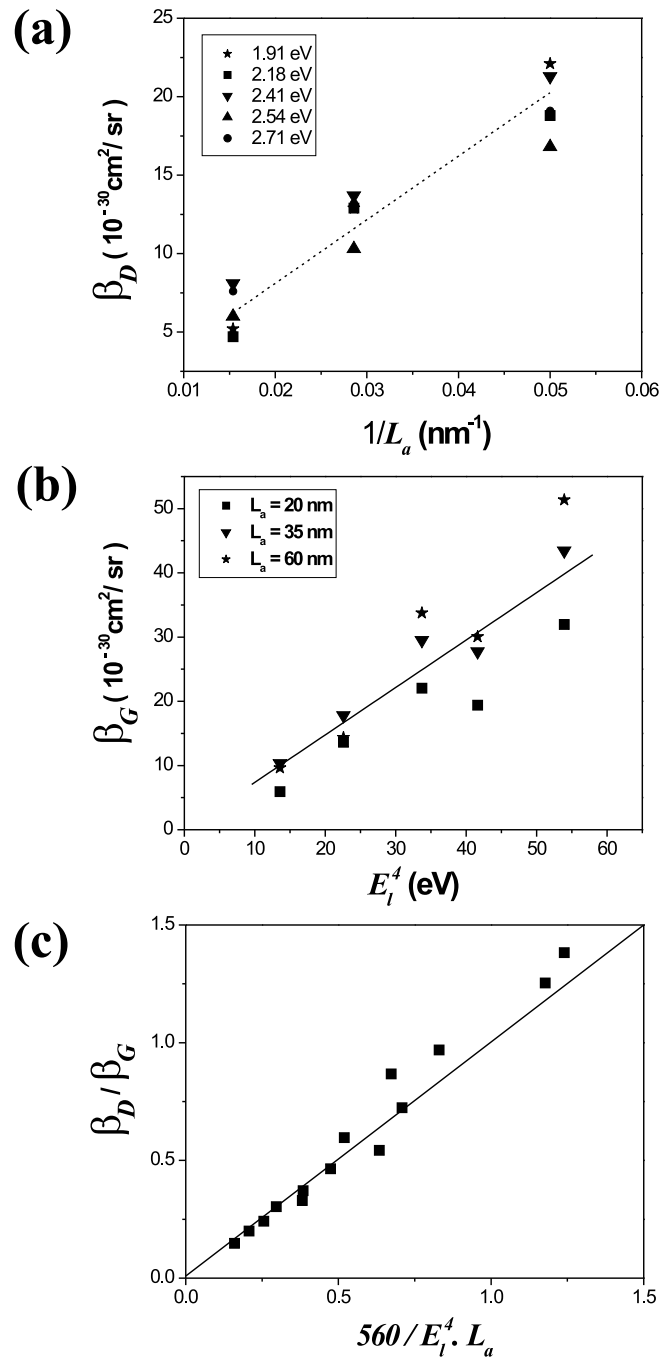 (a)
25
20
15
10
5
β_D (10^-30 cm^2/ sr)
★ 1.91 eV
■ 2.18 eV
▼ 2.41 eV
▲ 2.54 eV
● 2.71 eV
0.01 0.02 0.03 0.04 0.05 0.06
1/L_a (nm^-1)
(b)
50
40
30
20
10
0
β_G (10^-30 cm^2/ sr)
■ L_a = 20 nm
▼ L_a = 35 nm
★ L_a = 60 nm
0 10 20 30 40 50 60
E_l^4 (eV)
(c)
1.5
1.0
0.5
0.0
β_D / β_G
0.0 0.5 1.0 1.5
560 / E_l^4 . L_a